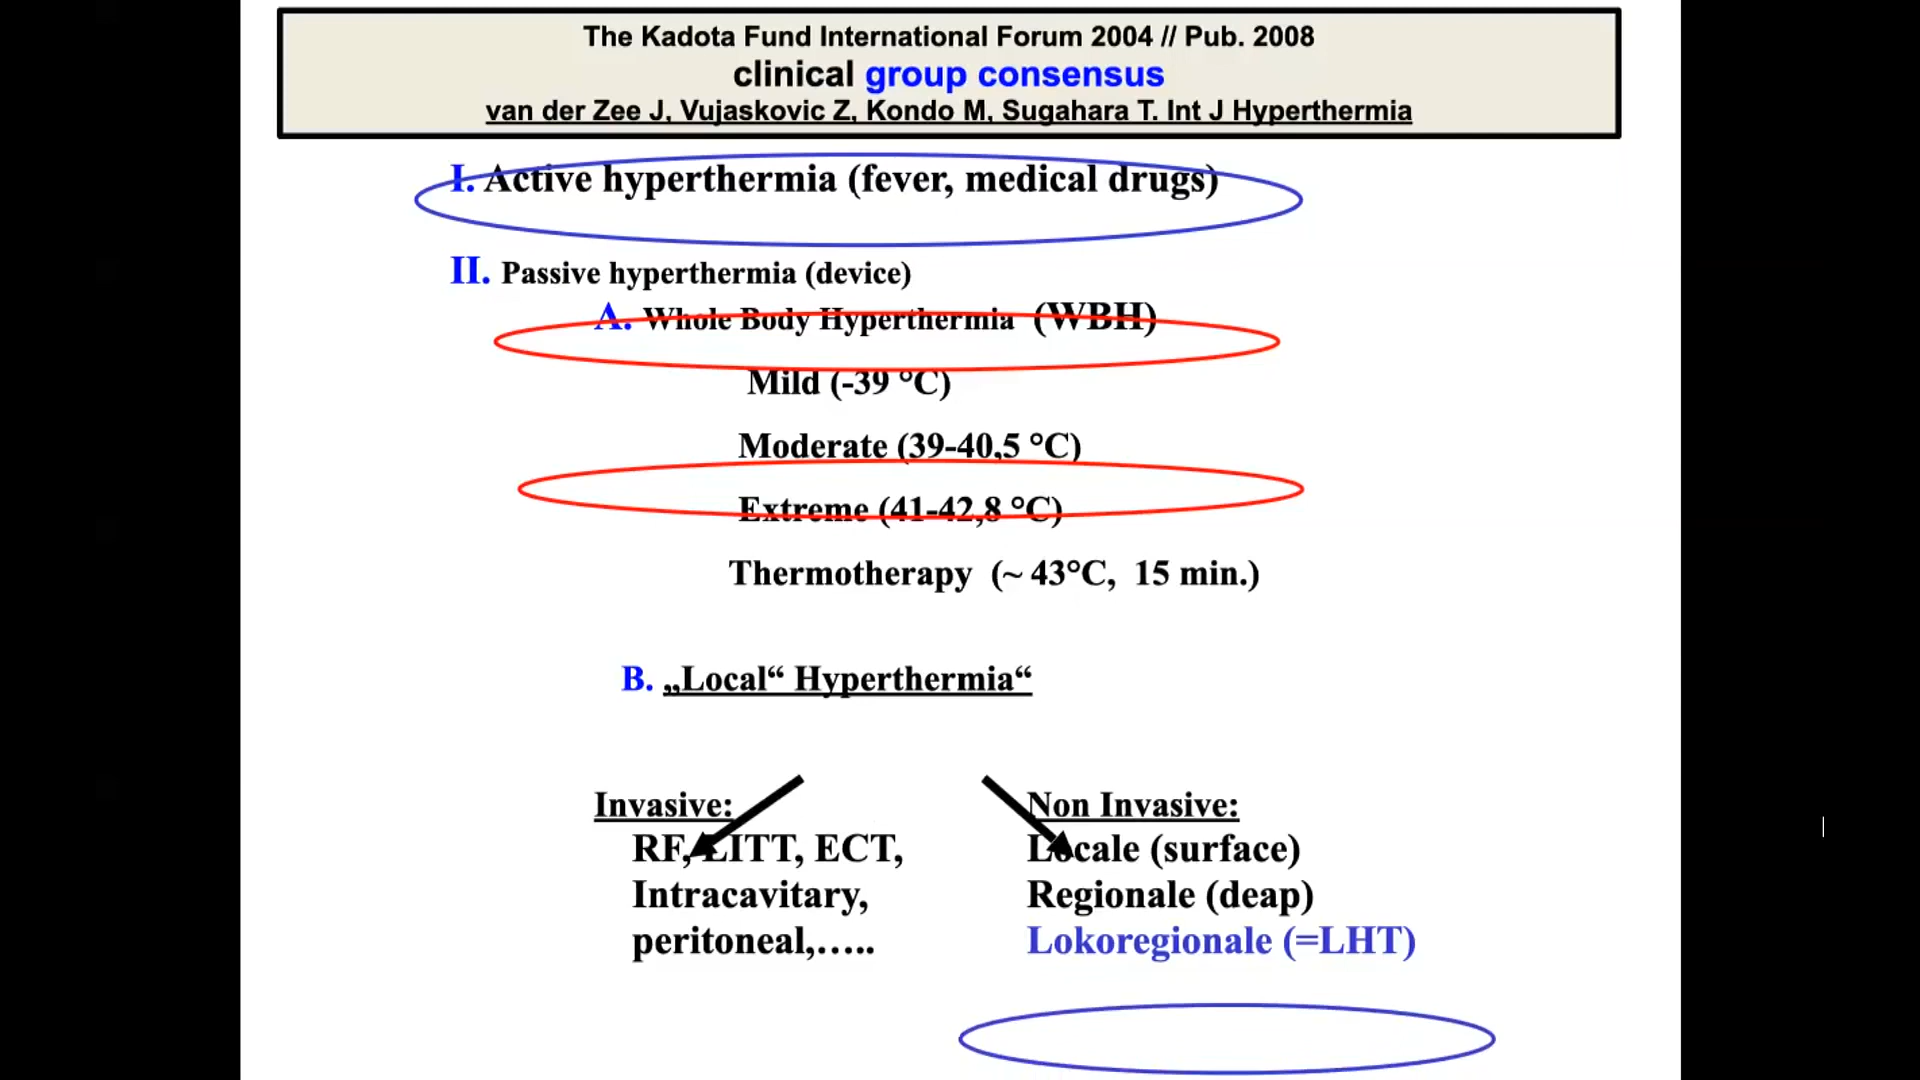 The Kadota Fund International Forum 2004 // Pub. 2008
clinical group consensus
van der Zee J, Vujaskovic Z, Kondo M, Sugahara T. Int J Hyperthermia
I. Active hyperthermia (fever, medical drugs)
II. Passive hyperthermia (device)
A. Whole Body Hyperthermia (WBH)
Mild (-39 °C)
Moderate (39-40,5 °C)
Extreme (41-42,8 °C)
Thermotherapy (~ 43°C, 15 min.)
B. „Local“ Hyperthermia“
Invasive:
RF, LITT, ECT,
Intracavitary,
peritoneal,…..
Non Invasive:
Locale (surface)
Regionale (deap)
Lokoregionale (=LHT)